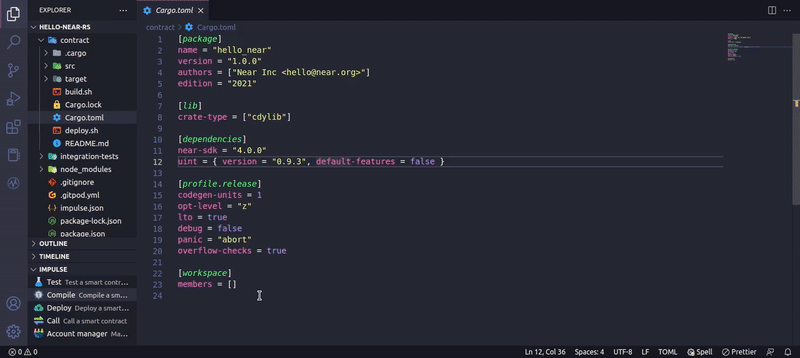 EXPLORER
HELLO-NEAR-RS
contract
.cargo
src
target
build.sh
Cargo.lock
Cargo.toml
deploy.sh
README.md
integration-tests
node_modules
.gitignore
.gitpod.yml
impulse.json
package-lock.json
package.json
OUTLINE
TIMELINE
IMPULSE
Test Test a smart contr...
Compile Compile a sma...
Deploy Deploy a smart...
Call Call a smart contract
Account manager Mana...
Cargo.toml
contract > Cargo.toml
1 [package]
2 name = "hello_near"
3 version = "1.0.0"
4 authors = ["Near Inc <hello@near.org>"]
5 edition = "2021"
6
7 [lib]
8 crate-type = ["cdylib"]
9
10 [dependencies]
11 near-sdk = "4.0.0"
12 uint = { version = "0.9.3", default-features = false }
13
14 [profile.release]
15 codegen-units = 1
16 opt-level = "z"
17 lto = true
18 debug = false
19 panic = "abort"
20 overflow-checks = true
21
22 [workspace]
23 members = []
24
0 0 Ln 12, Col 36 Spaces: 4 UTF-8 LF TOML Spell Prettier